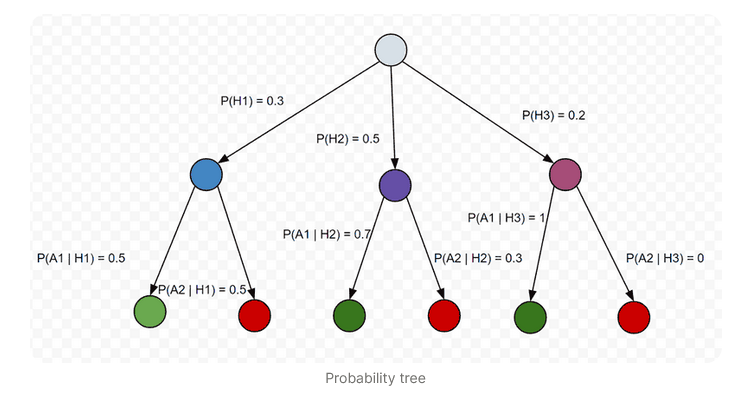 P(H1) = 0.3
P(H3) = 0.2
P(H2) = 0.5
P(A1 | H3) = 1
P(A1 | H2) = 0.7
P(A1 | H1) = 0.5
P(A2 | H2) = 0.3
P(A2 | H3) = 0
P(A2 | H1) = 0.5
Probability tree